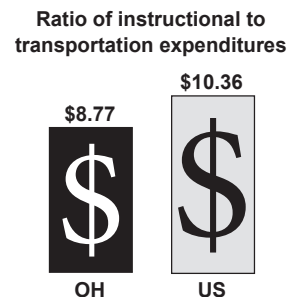 Ratio of instructional to
transportation expenditures
$10.36
$8.77
$
$
OH
US